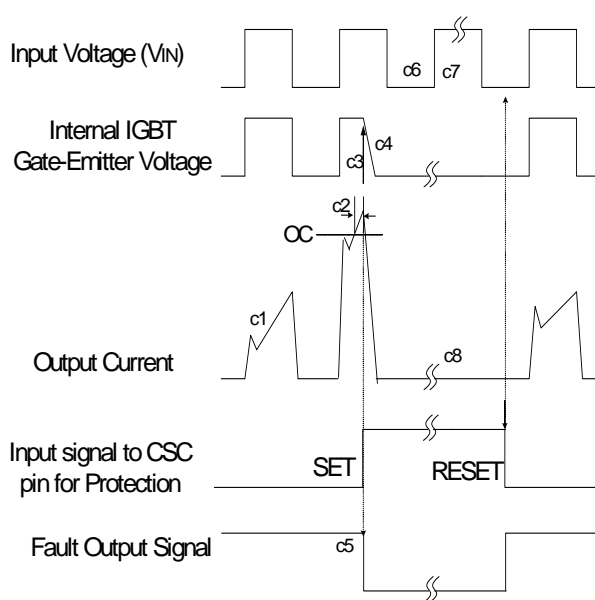 Input Voltage (VIN)
c6 c7
Internal IGBT
Gate-Emitter Voltage
c3 c4
c2
OC
c1
Output Current
c8
Input signal to CSC
pin for Protection
SET RESET
Fault Output Signal
c5